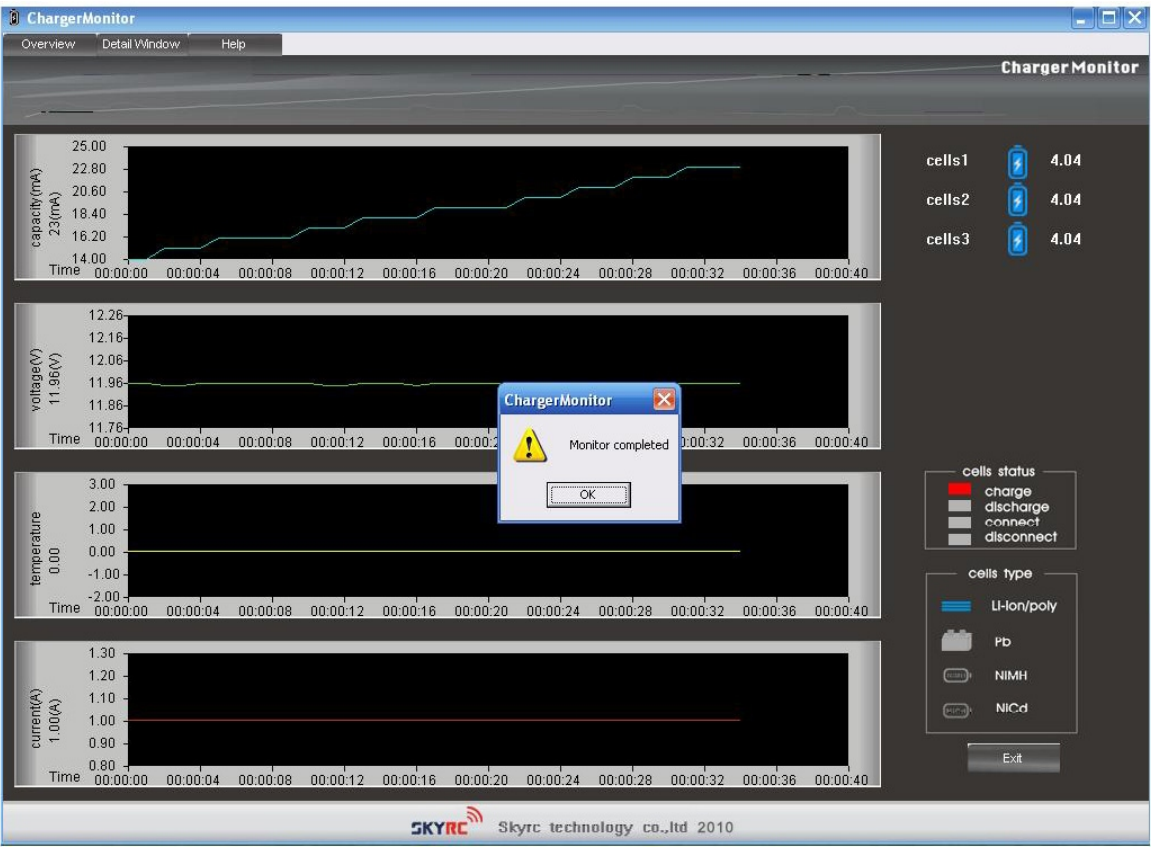 ChargerMonitor
Overview Detail Window Help
Charger Monitor
25.00
22.80
20.60
18.40
16.20
14.00
capacity(mA)
23(mA)
Time 00:00:00 00:00:04 00:00:08 00:00:12 00:00:16 00:00:20 00:00:24 00:00:28 00:00:32 00:00:36 00:00:40
cells1 4.04
cells2 4.04
cells3 4.04
12.26
12.16
12.06
11.96
11.86
11.76
voltage(V)
11.96(V)
Time 00:00:00 00:00:04 00:00:08 00:00:12 00:00:16 00:00:32 00:00:36 00:00:40
ChargerMonitor
Monitor completed
OK
3.00
2.00
1.00
0.00
-1.00
-2.00
temperature
0.00
Time 00:00:00 00:00:04 00:00:08 00:00:12 00:00:16 00:00:20 00:00:24 00:00:28 00:00:32 00:00:36 00:00:40
cells status
charge
discharge
connect
disconnect
cells type
LI-Ion/poly
Pb
NIMH
NICd
1.30
1.20
1.10
1.00
0.90
0.80
current(A)
1.00(A)
Time 00:00:00 00:00:04 00:00:08 00:00:12 00:00:16 00:00:20 00:00:24 00:00:28 00:00:32 00:00:36 00:00:40
Exit
SKYRC Skyrc technology co.,ltd 2010